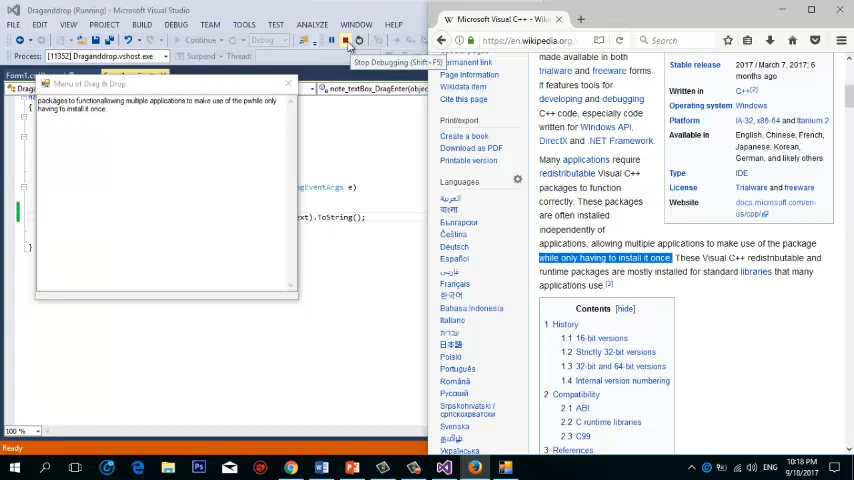 Draganddrop (Running) - Microsoft Visual Studio
FILE EDIT VIEW PROJECT BUILD DEBUG TEAM TOOLS TEST ANALYZE WINDOW HELP
Continue Debug
Process: [11352] Draganddrop.vshost.exe Suspend
Stop Debugging (Shift+F5)
note_textBox_DragEnter(objec
Menu of Drag & Drop
packages to functionallowing multiple applications to make use of the pwhile only
having to install it once.
gEventArgs e)
ext).ToString();
100 %
Ready
Microsoft Visual C++ - Wiki
https://en.wikipedia.org
Search
Permanent link
Page information
Wikidata item
Cite this page
Print/export
Create a book
Download as PDF
Printable version
Languages
العربية
বাংলা
Български
Čeština
Deutsch
Español
فارسی
Français
한국어
Bahasa Indonesia
Italiano
עברית
日本語
Polski
Português
Română
Русский
Srpskohrvatski /
српскохрватски
Svenska
தமிழ்
Українська
made available in both
trialware and freeware forms.
It features tools for
developing and debugging
C++ code, especially code
written for Windows API,
DirectX and .NET Framework.
Many applications require
redistributable Visual C++
packages to function
correctly. These packages
are often installed
independently of
applications, allowing multiple applications to make use of the package
while only having to install it once. These Visual C++ redistributable and
runtime packages are mostly installed for standard libraries that many
applications use.[3]
Stable release 2017 / March 7, 2017; 6
months ago
Written in C++[2]
Operating system Windows
Platform IA-32, x86-64 and Itanium 2
Available in English, Chinese, French,
Japanese, Korean,
German, and likely others
Type IDE
License Trialware and freeware
Website docs.microsoft.com/en-
us/cpp/
Contents [hide]
1 History
1.1 16-bit versions
1.2 Strictly 32-bit versions
1.3 32-bit and 64-bit versions
1.4 Internal version numbering
2 Compatibility
2.1 ABI
2.2 C runtime libraries
2.3 C99
3 References
ENG
10:18 PM
9/18/2017